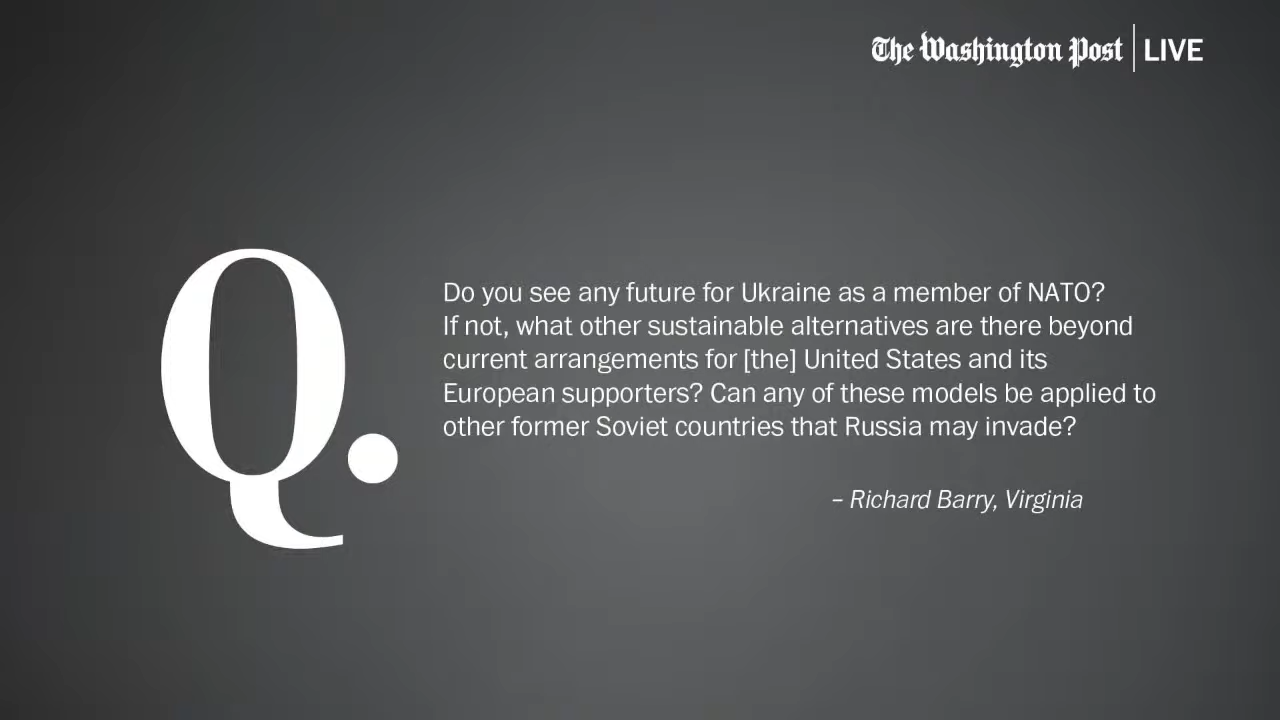 The Washington Post LIVE
Q.
Do you see any future for Ukraine as a member of NATO?
If not, what other sustainable alternatives are there beyond
current arrangements for [the] United States and its
European supporters? Can any of these models be applied to
other former Soviet countries that Russia may invade?
– Richard Barry, Virginia